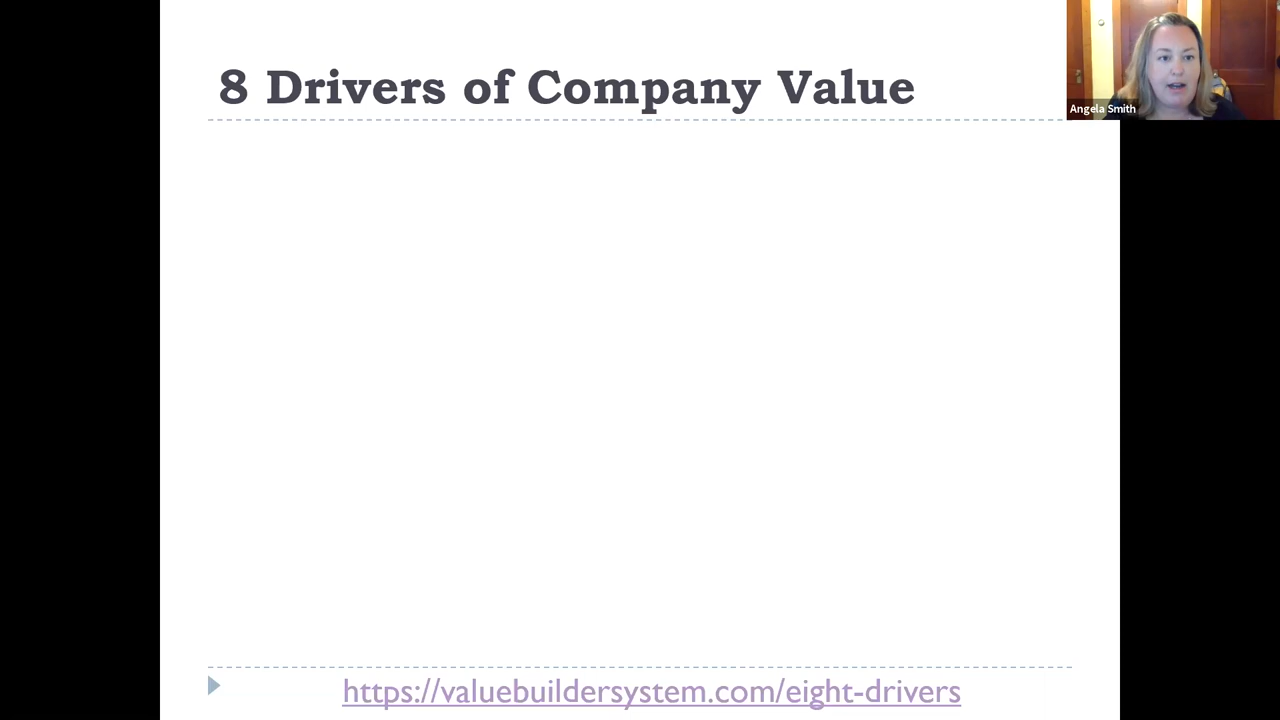 8 Drivers of Company Value
Angela Smith
https://valuebuildersystem.com/eight-drivers